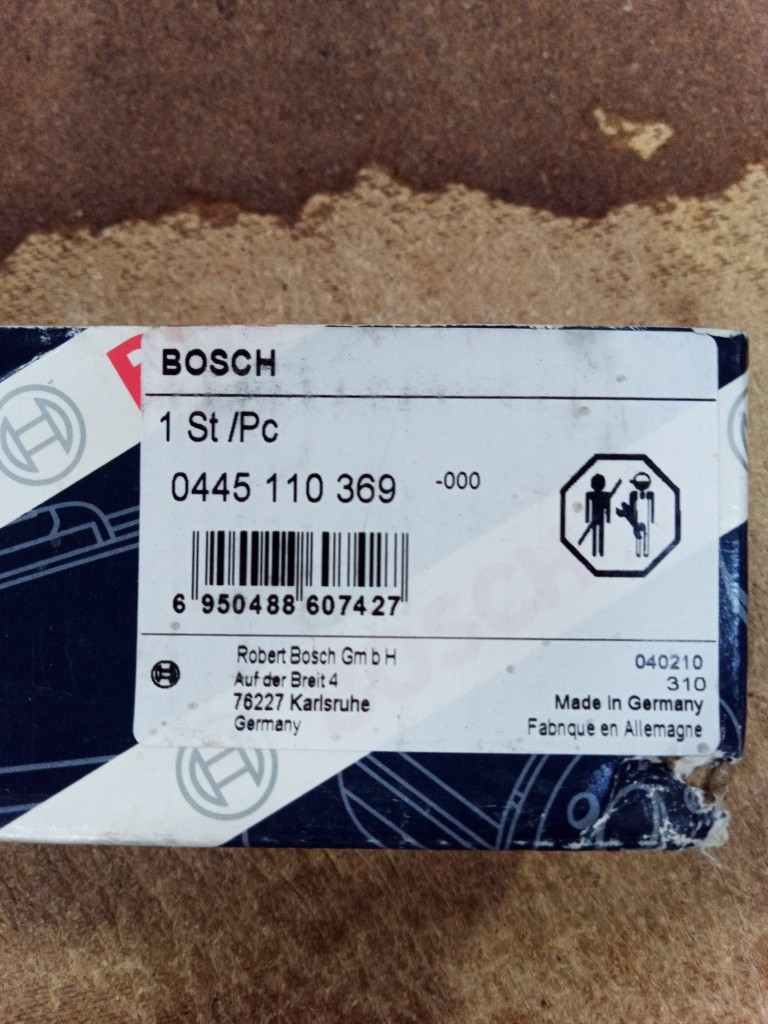 BOSCH
1 St /Pc
0445 110 369 -000
6 950488 607427
Robert Bosch Gm b H
Auf der Breit 4
76227 Karlsruhe
Germany
040210
310
Made in Germany
Fabnque en Allemagne
BOSCH